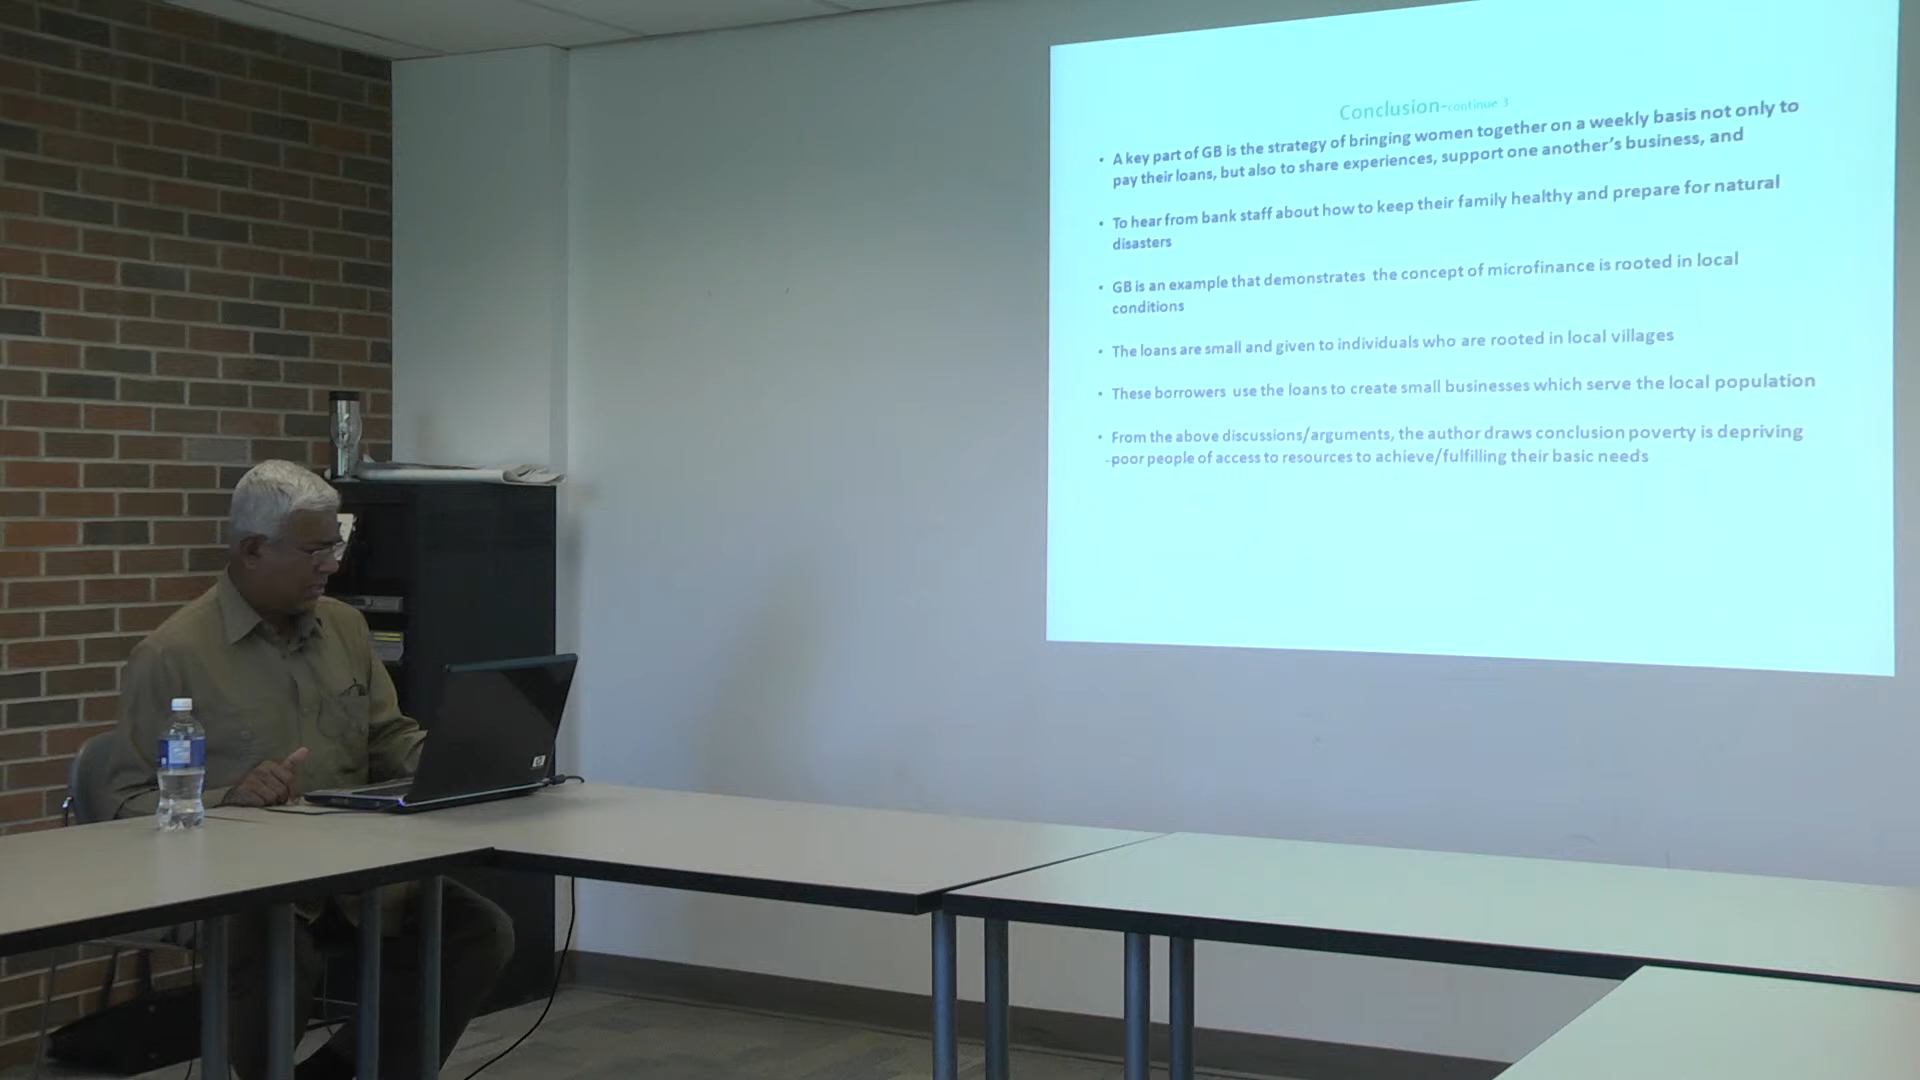 Conclusion-continue 3
• A key part of GB is the strategy of bringing women together on a weekly basis not only to
pay their loans, but also to share experiences, support one another's business, and
• To hear from bank staff about how to keep their family healthy and prepare for natural
disasters
• GB is an example that demonstrates the concept of microfinance is rooted in local
conditions
• The loans are small and given to individuals who are rooted in local villages
• These borrowers use the loans to create small businesses which serve the local population
• From the above discussions/arguments, the author draws conclusion poverty is depriving
-poor people of access to resources to achieve/fulfilling their basic needs
hp